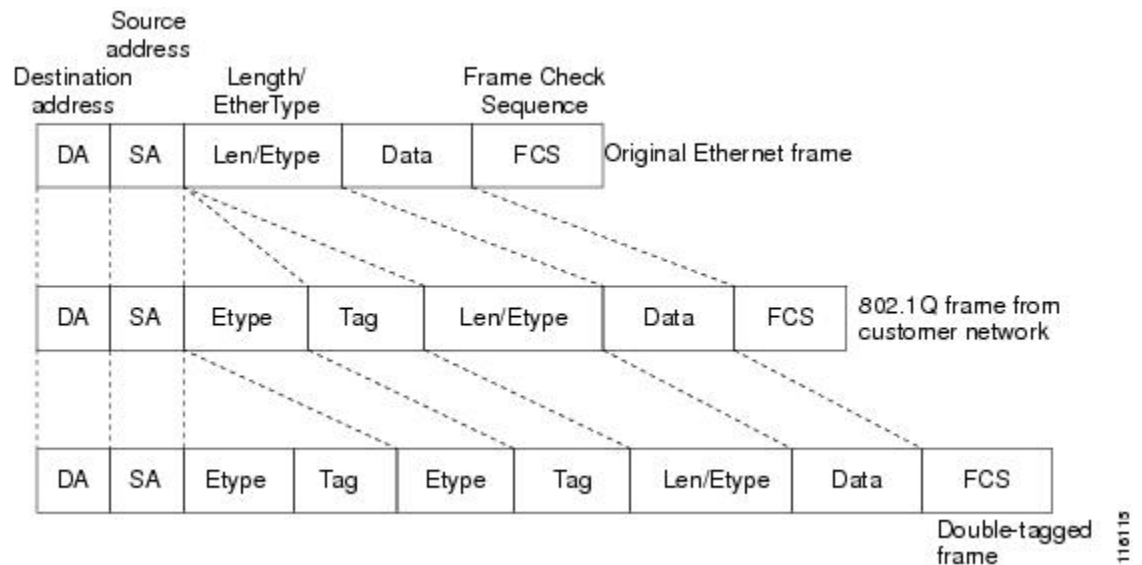 Source
address
Destination
address
Length/
EtherType
Frame Check
Sequence
DA SA Len/Etype Data FCS Original Ethernet frame
DA SA Etype Tag Len/Etype Data FCS 802.1Q frame from
customer network
DA SA Etype Tag Etype Tag Len/Etype Data FCS
Double-tagged
frame
116115